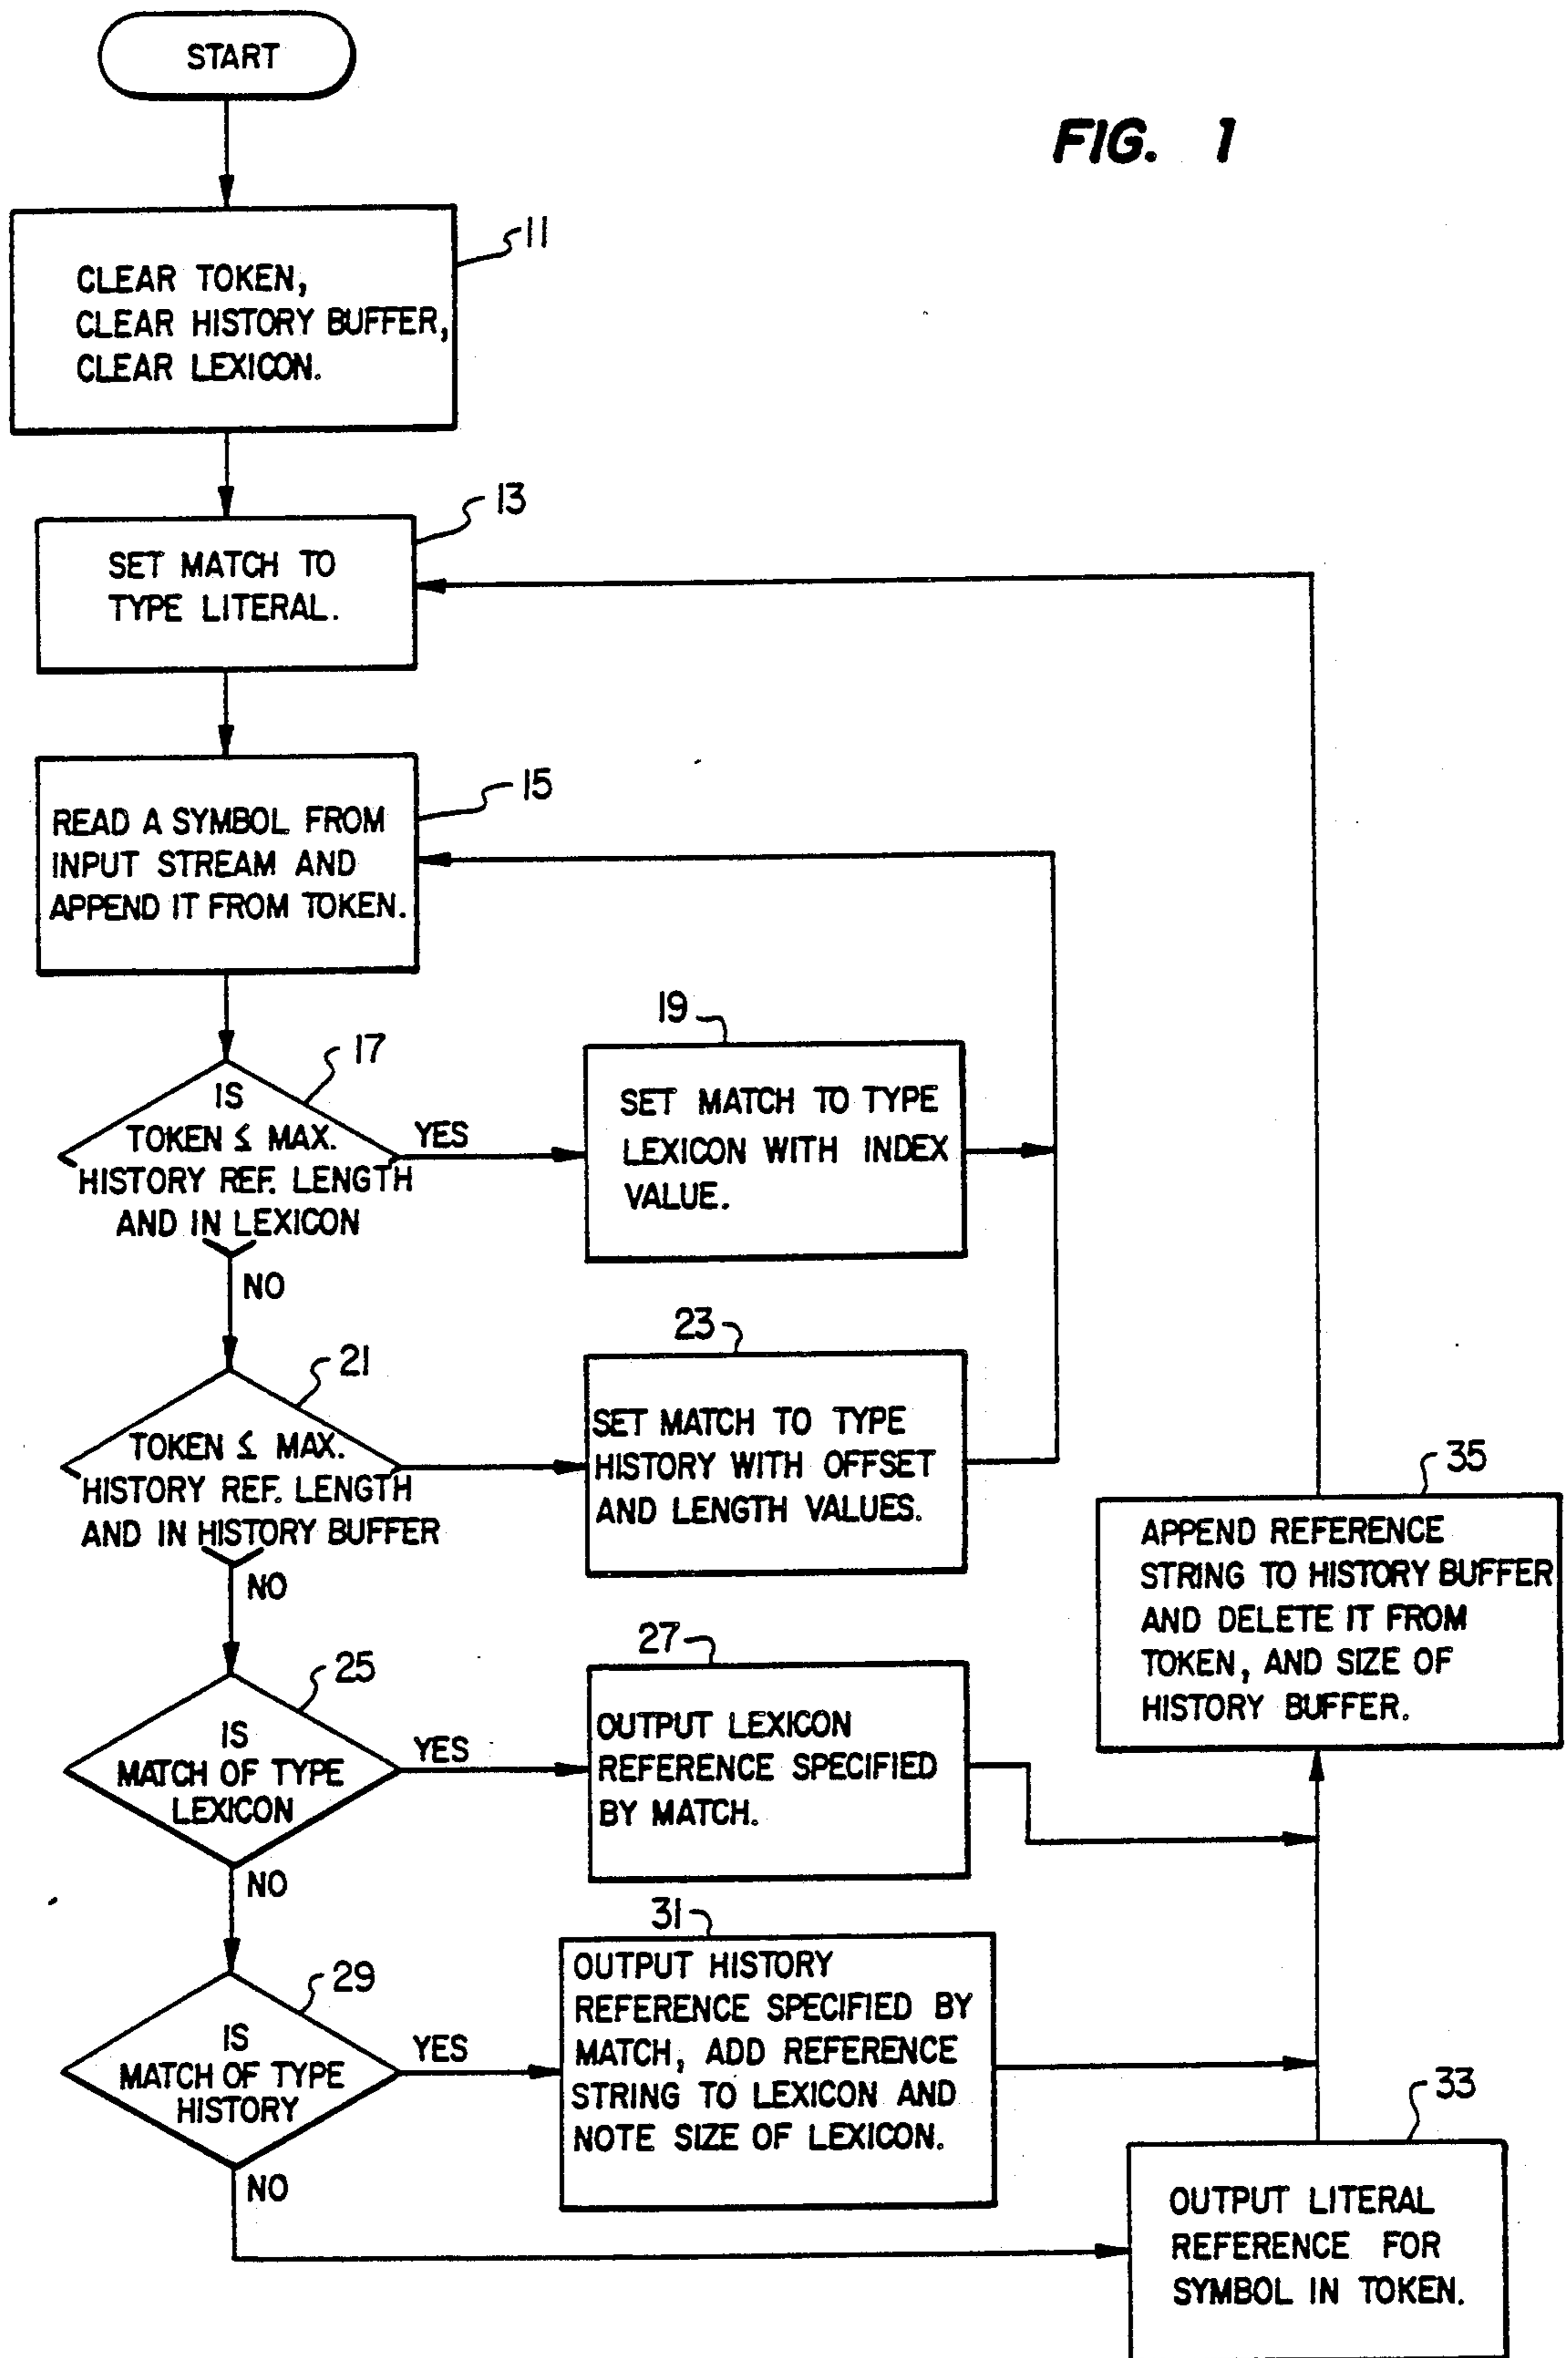 START
FIG. 1
11
CLEAR TOKEN,
CLEAR HISTORY BUFFER,
CLEAR LEXICON.
13
SET MATCH TO
TYPE LITERAL.
15
READ A SYMBOL FROM
INPUT STREAM AND
APPEND IT FROM TOKEN.
17
IS
TOKEN ≤ MAX.
HISTORY REF. LENGTH
AND IN LEXICON
YES
NO
19
SET MATCH TO TYPE
LEXICON WITH INDEX
VALUE.
21
TOKEN ≤ MAX.
HISTORY REF. LENGTH
AND IN HISTORY BUFFER
NO
23
SET MATCH TO TYPE
HISTORY WITH OFFSET
AND LENGTH VALUES.
25
IS
MATCH OF TYPE
LEXICON
YES
NO
27
OUTPUT LEXICON
REFERENCE SPECIFIED
BY MATCH.
29
IS
MATCH OF TYPE
HISTORY
YES
NO
31
OUTPUT HISTORY
REFERENCE SPECIFIED BY
MATCH, ADD REFERENCE
STRING TO LEXICON AND
NOTE SIZE OF LEXICON.
33
OUTPUT LITERAL
REFERENCE FOR
SYMBOL IN TOKEN.
35
APPEND REFERENCE
STRING TO HISTORY BUFFER
AND DELETE IT FROM
TOKEN, AND SIZE OF
HISTORY BUFFER.